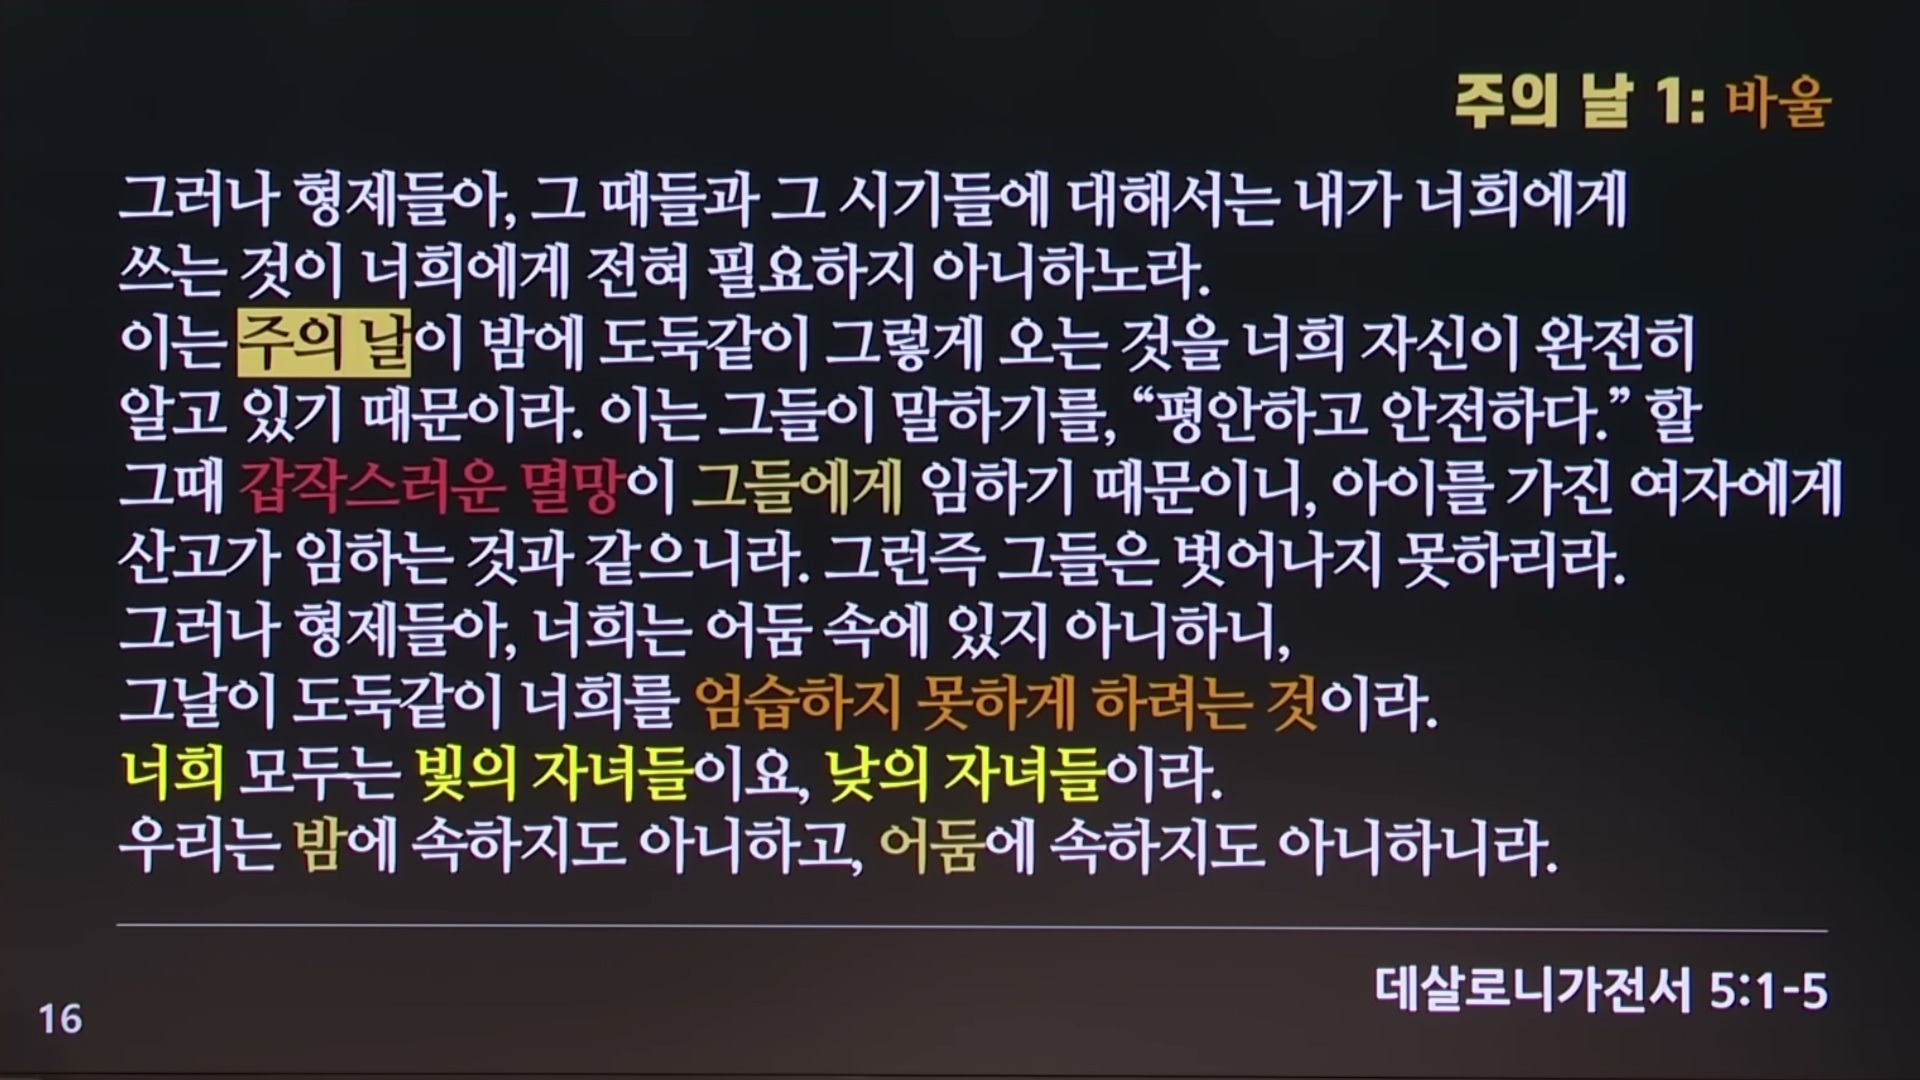 주의 날 1: 바울
그러나 형제들아, 그 때들과 그 시기들에 대해서는 내가 너희에게
쓰는 것이 너희에게 전혀 필요하지 아니하노라.
이는 주의 날이 밤에 도둑같이 그렇게 오는 것을 너희 자신이 완전히
알고 있기 때문이라. 이는 그들이 말하기를, “평안하고 안전하다.” 할
그때 갑작스러운 멸망이 그들에게 임하기 때문이니, 아이를 가진 여자에게
산고가 임하는 것과 같으니라. 그런즉 그들은 벗어나지 못하리라.
그러나 형제들아, 너희는 어둠 속에 있지 아니하니,
그날이 도둑같이 너희를 엄습하지 못하게 하려는 것이라.
너희 모두는 빛의 자녀들이요, 낮의 자녀들이라.
우리는 밤에 속하지도 아니하고, 어둠에 속하지도 아니하니라.
데살로니가전서 5:1-5
16